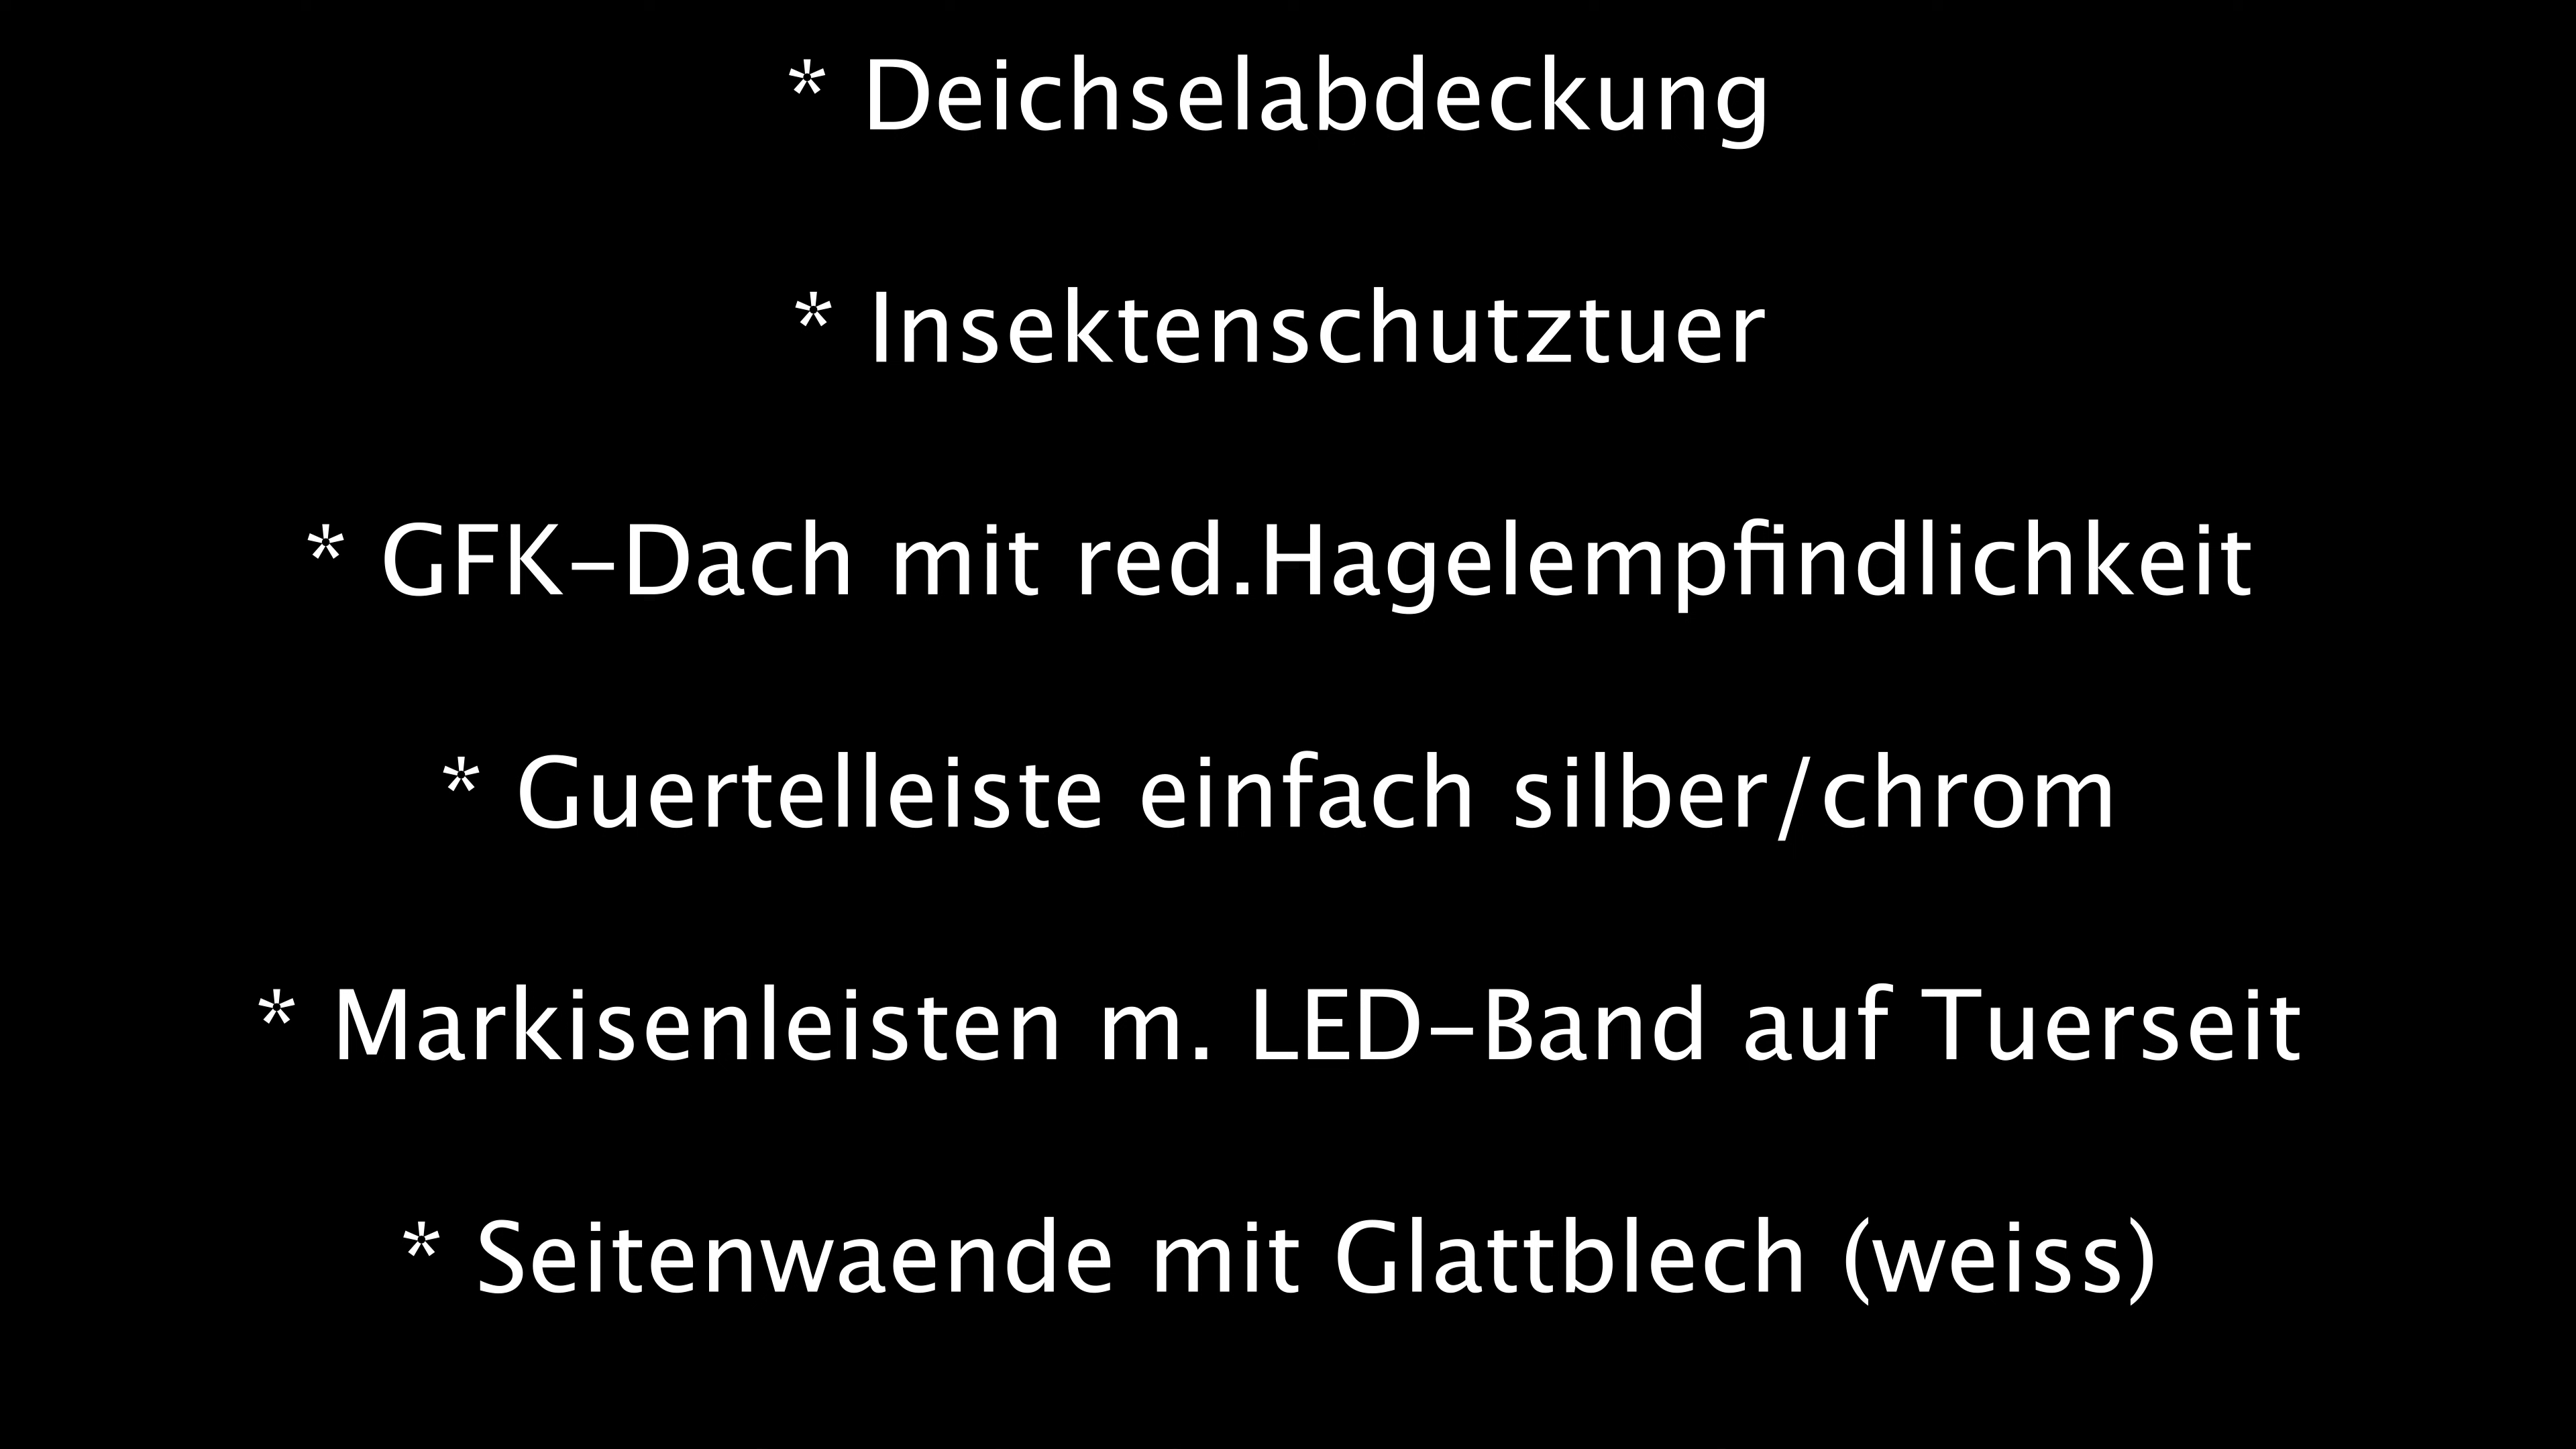 * Deichselabdeckung
* Insektenschutztuer
* GFK-Dach mit red.Hagelempfindlichkeit
* Guertelleiste einfach silber/chrom
* Markisenleisten m. LED-Band auf Tuerseit
* Seitenwaende mit Glattblech (weiss)